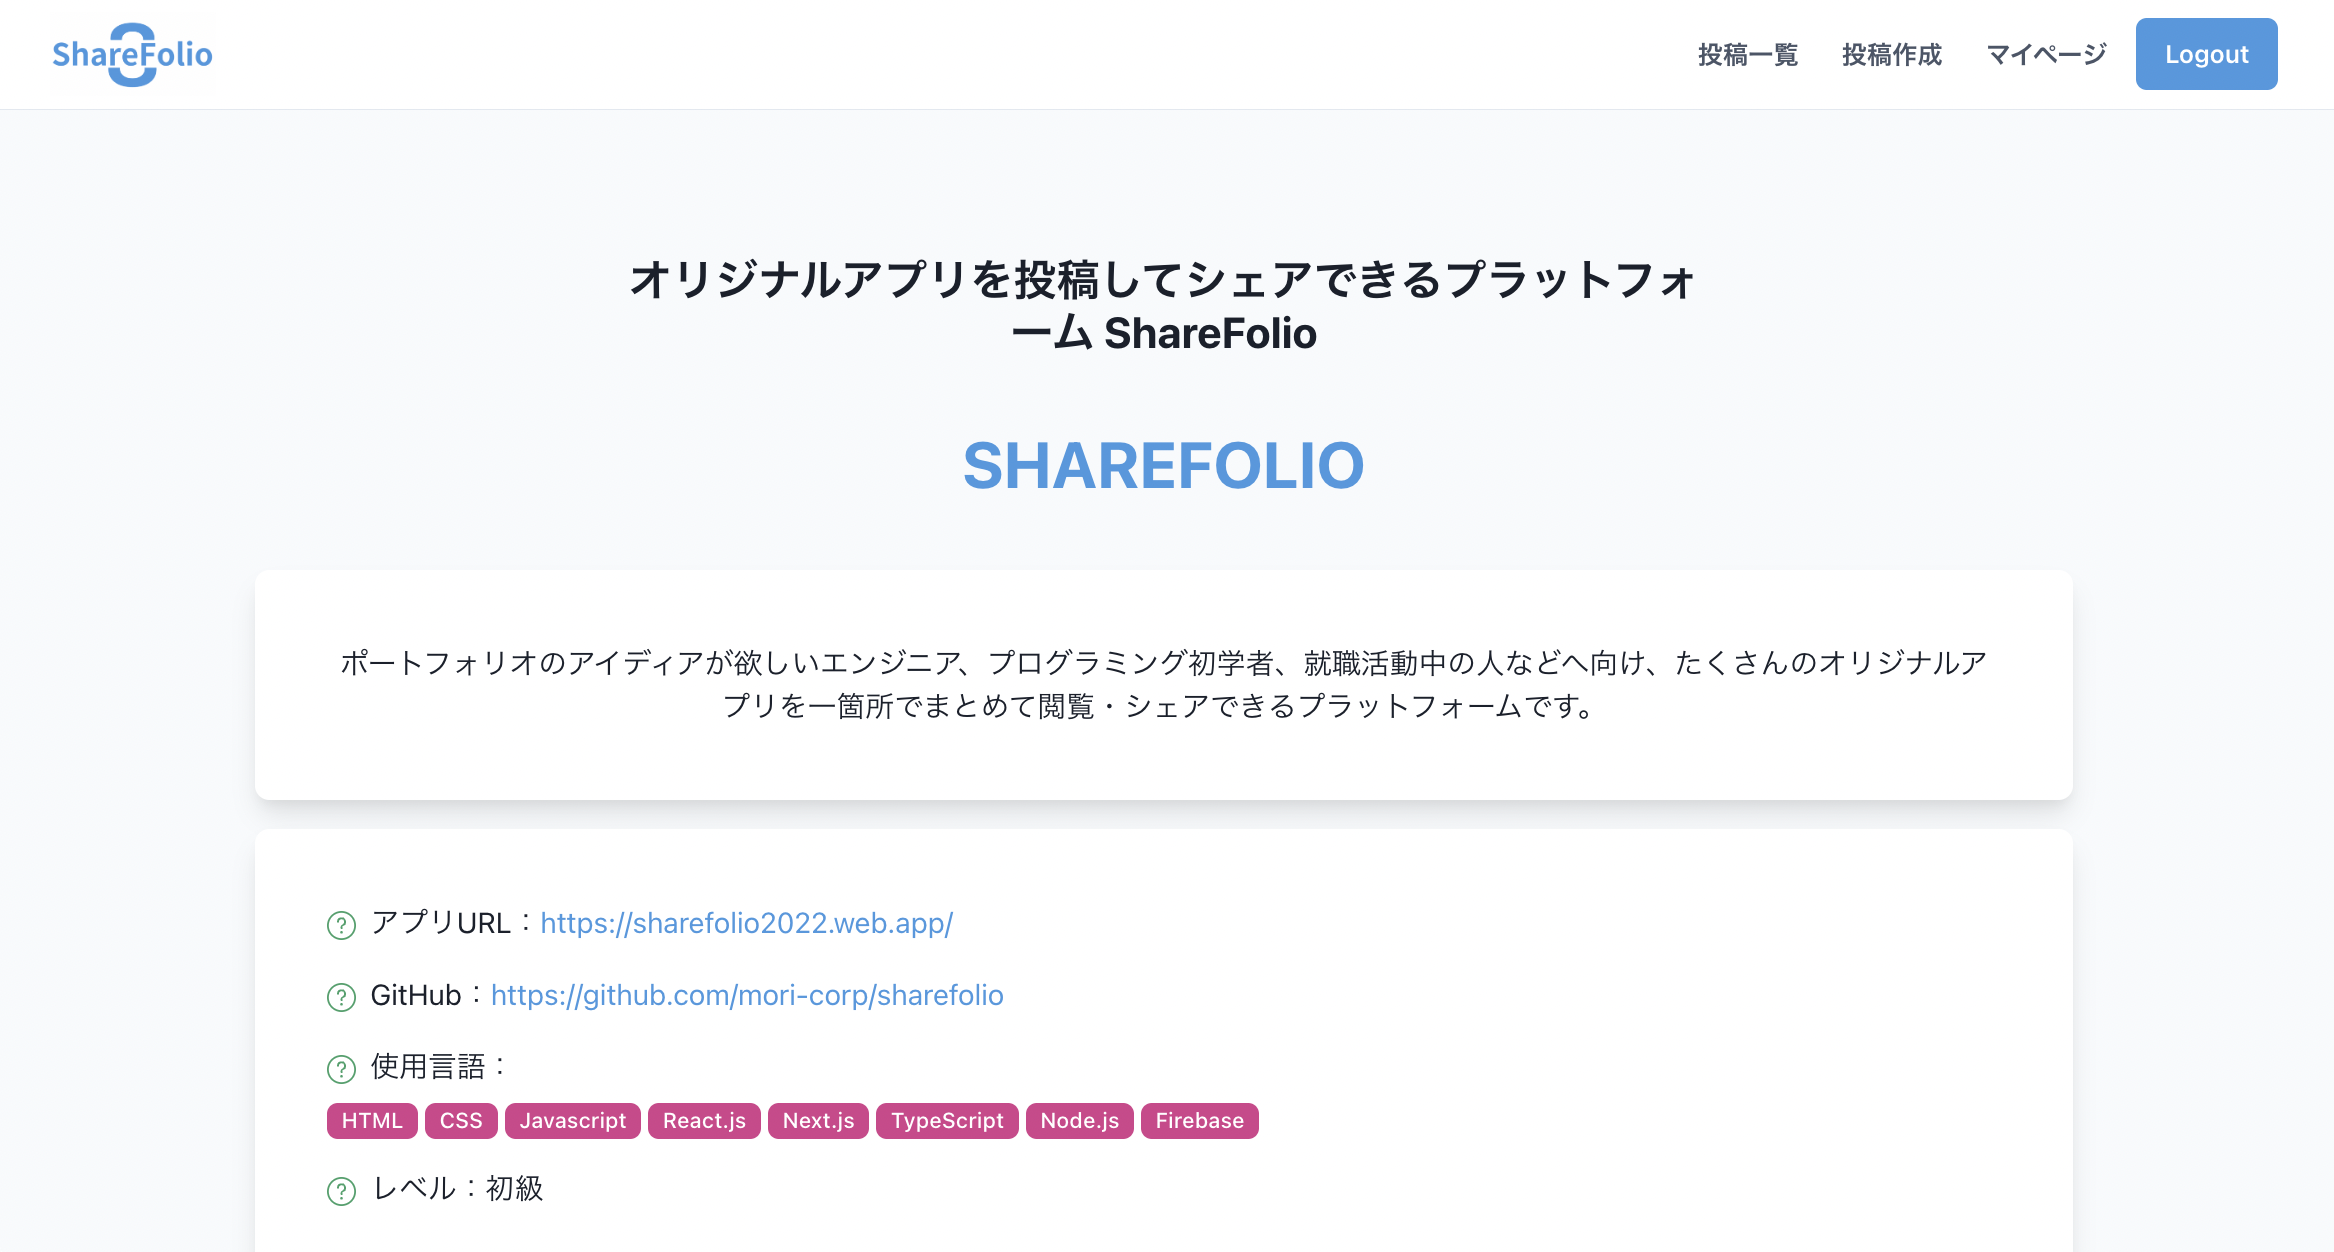 ShareFolio
投稿一覧 投稿作成 マイページ Logout
オリジナルアプリを投稿してシェアできるプラットフォ
ーム ShareFolio
SHAREFOLIO
ポートフォリオのアイディアが欲しいエンジニア、プログラミング初学者、就職活動中の人などへ向け、たくさんのオリジナルア
プリを一箇所でまとめて閲覧・シェアできるプラットフォームです。
? アプリURL：https://sharefolio2022.web.app/
? GitHub：https://github.com/mori-corp/sharefolio
? 使用言語：
HTML CSS Javascript React.js Next.js TypeScript Node.js Firebase
? レベル：初級